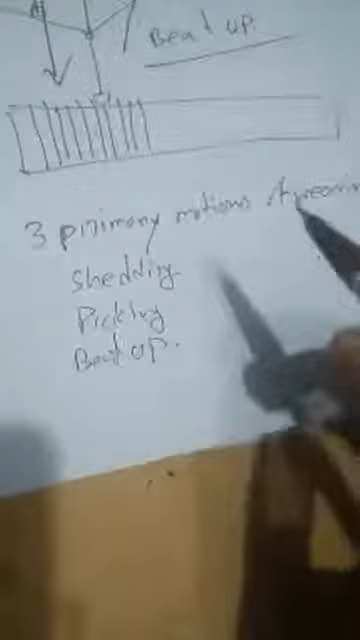 Beat up.
3 primary motions of weaving
Shedding
Picking
Beat up.